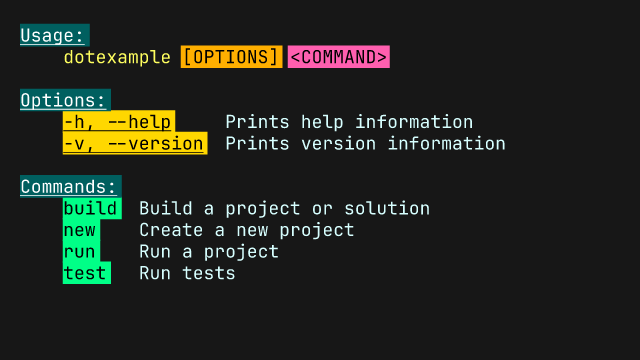 Usage:
dotexample [OPTIONS] <COMMAND>
Options:
-h, --help Prints help information
-v, --version Prints version information
Commands:
build Build a project or solution
new Create a new project
run Run a project
test Run tests